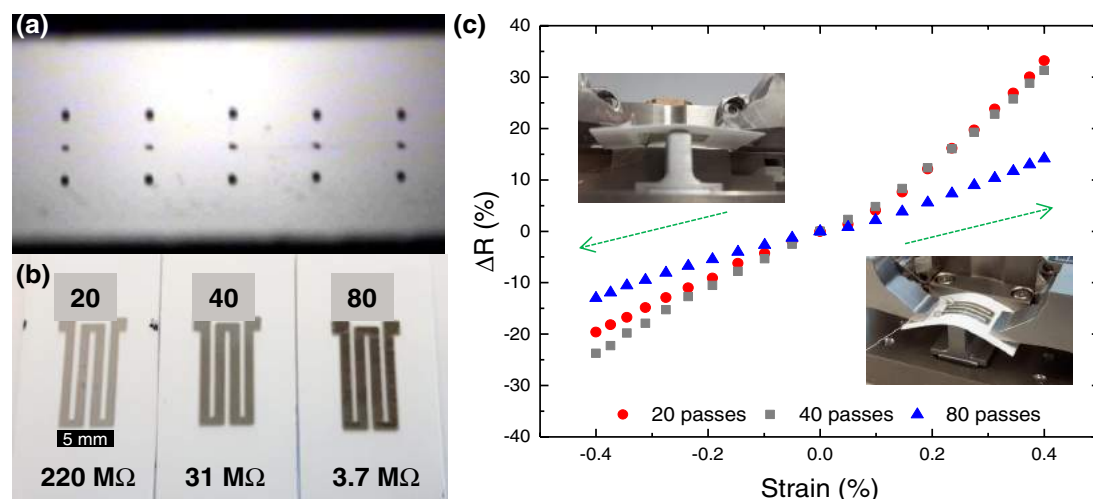 (a)
(b)
20
40
80
5 mm
220 MΩ
31 MΩ
3.7 MΩ
(c)
40
30
20
10
0
-10
-20
-30
-40
ΔR (%)
20 passes 40 passes 80 passes
-0.4 -0.2 0.0 0.2 0.4
Strain (%)